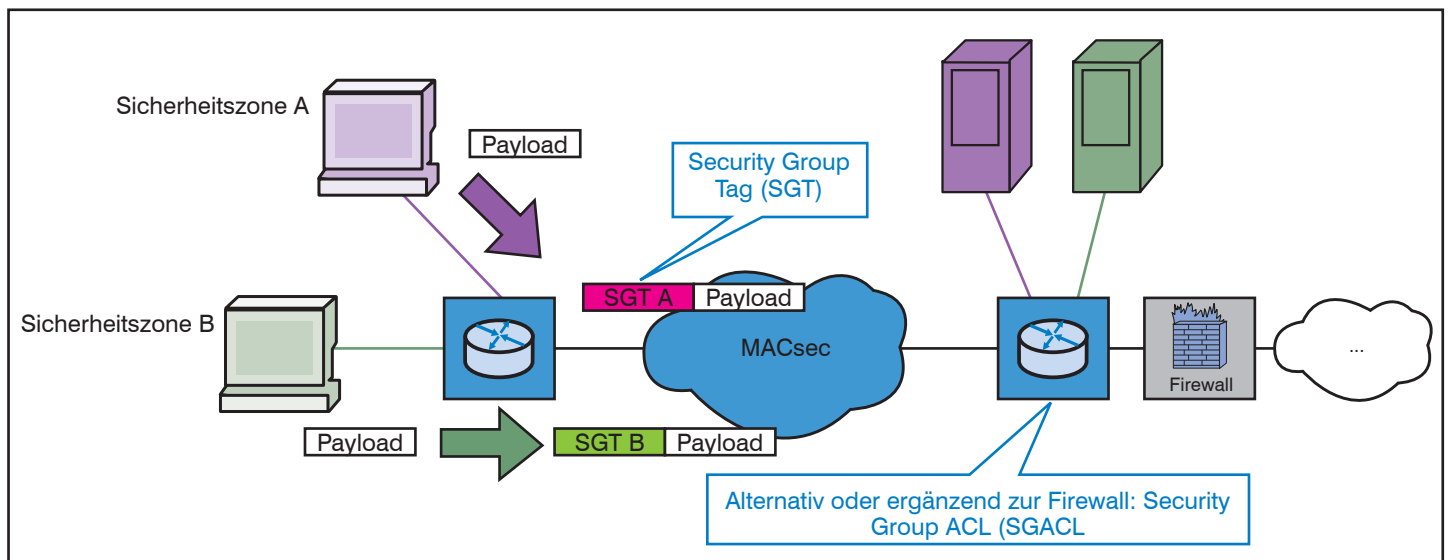 Sicherheitszone A
Payload
Security Group
Tag (SGT)
SGT A
Payload
Sicherheitszone B
MACsec
Firewall
...
Payload
SGT B
Payload
Alternativ oder ergänzend zur Firewall: Security
Group ACL (SGACL